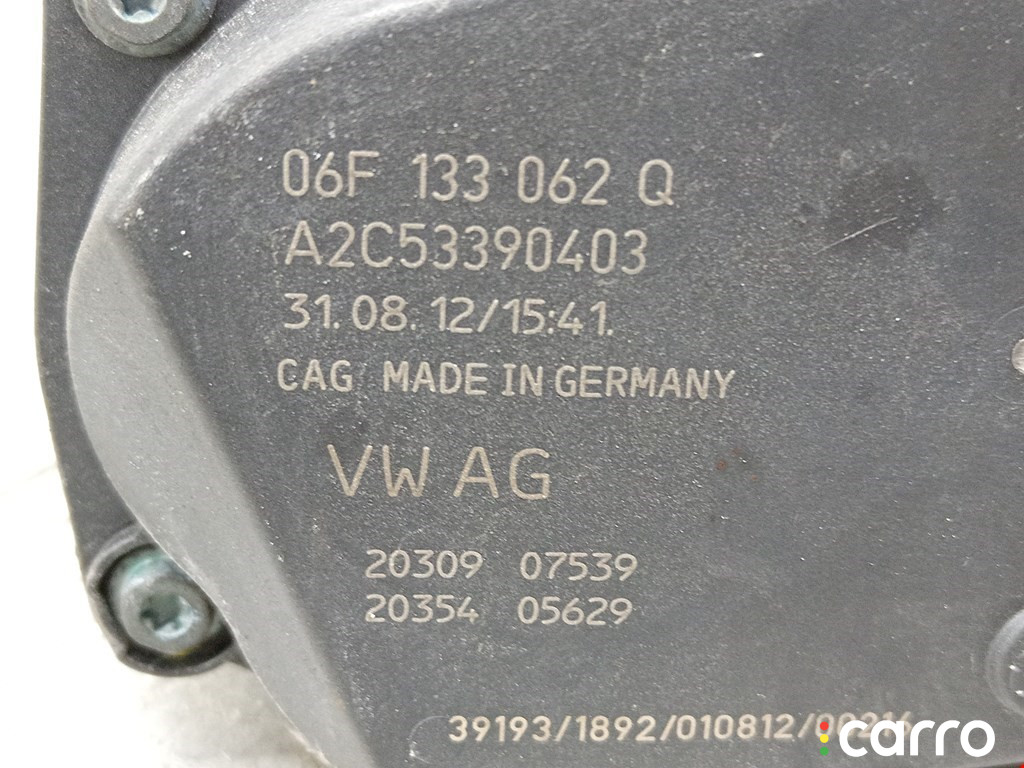 06F 133 062 Q
A2C53390403
31.08.12/15:41.
CAG MADE IN GERMANY
VW AG
20309 07539
20354 05629
39193/1892/010812/
carro